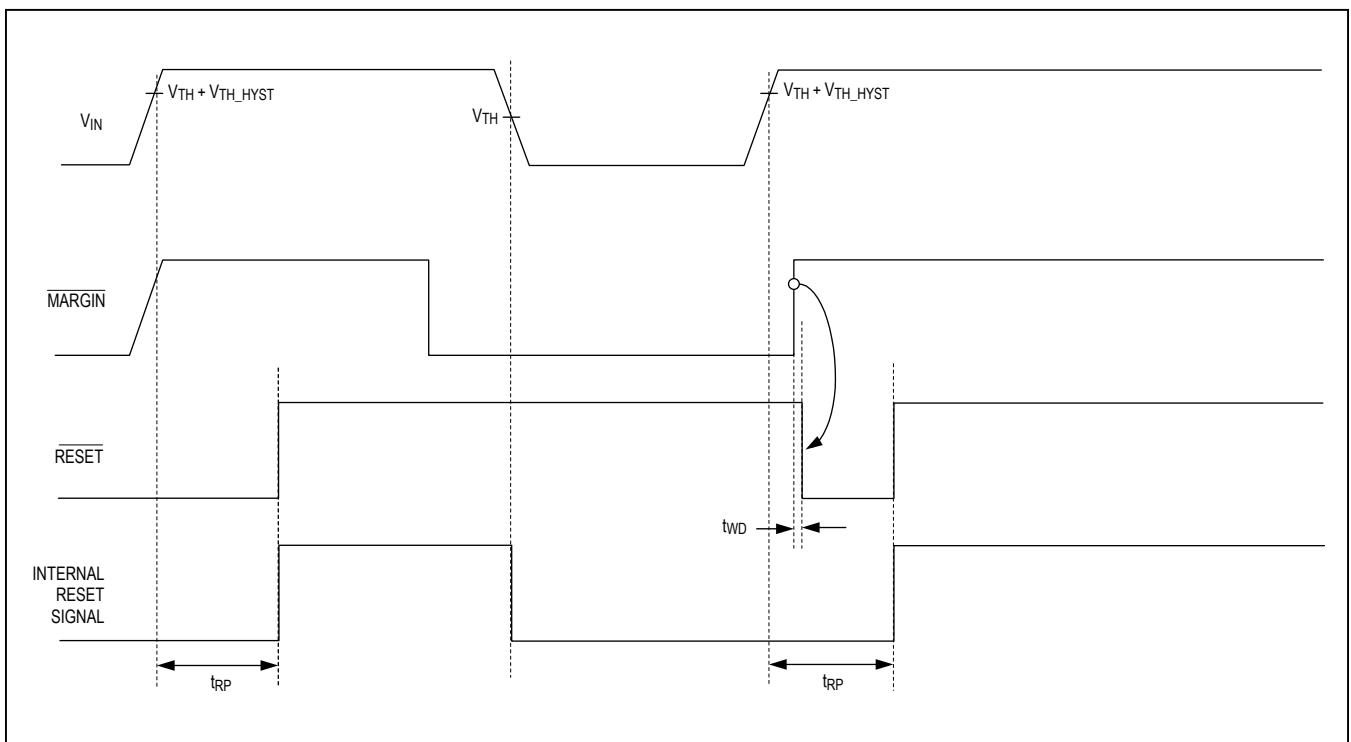 VTH + VTH_HYST
VTH
VTH + VTH_HYST
VIN
MARGIN
RESET
tWD
INTERNAL
RESET
SIGNAL
tRP
tRP